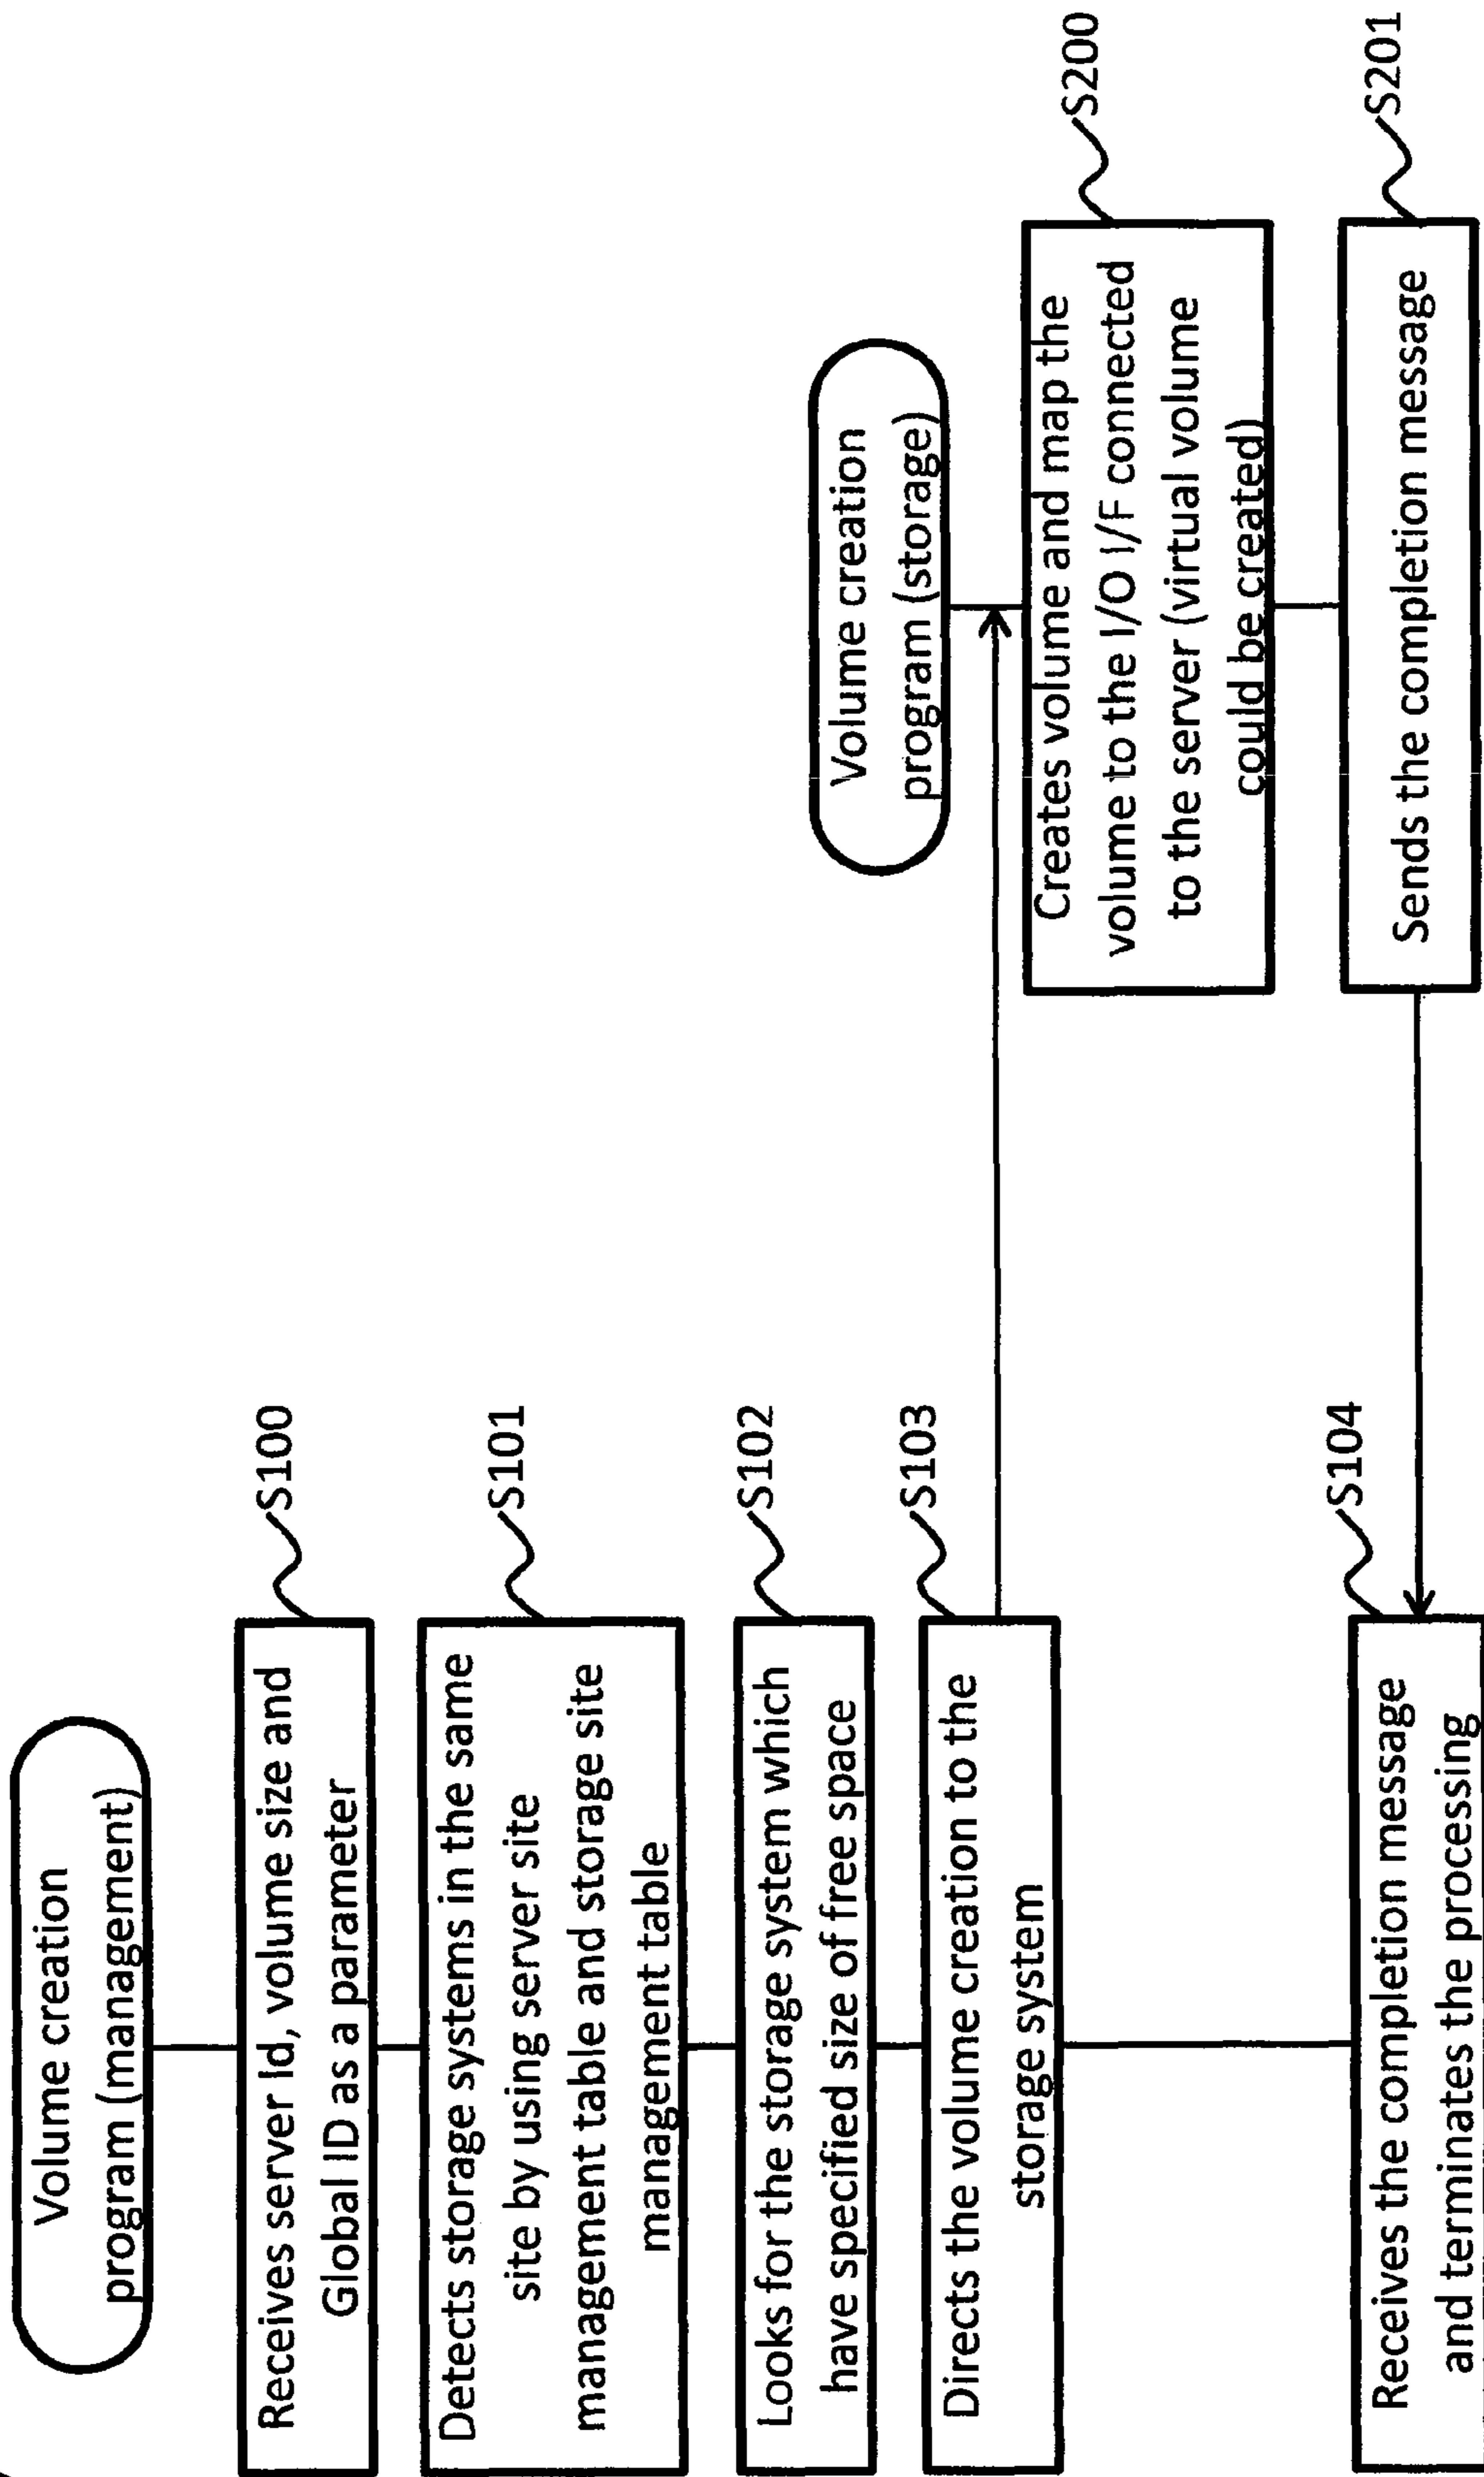 Volume creation
program (management)
Receives server Id, volume size and
Global ID as a parameter
S100
Detects storage systems in the same
site by using server site
management table and storage site
management table
S101
Looks for the storage system which
have specified size of free space
S102
Directs the volume creation to the
storage system
S103
Receives the completion message
and terminates the processing
S104
Volume creation
program (storage)
Creates volume and map the
volume to the I/O I/F connected
to the server (virtual volume
could be created)
S200
Sends the completion message
S201